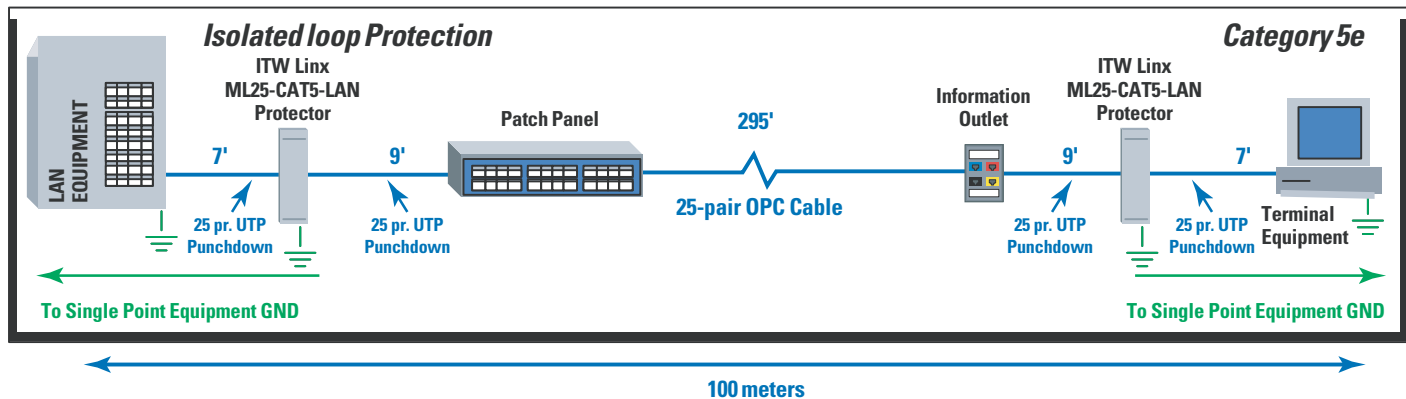 Isolated loop Protection
Category 5e
LAN
EQUIPMENT
ITW Linx
ML25-CAT5-LAN
Protector
Patch Panel
295'
Information
Outlet
ITW Linx
ML25-CAT5-LAN
Protector
7'
9'
9'
7'
25-pair OPC Cable
25 pr. UTP
Punchdown
25 pr. UTP
Punchdown
25 pr. UTP
Punchdown
25 pr. UTP
Punchdown
Terminal
Equipment
To Single Point Equipment GND
To Single Point Equipment GND
100 meters